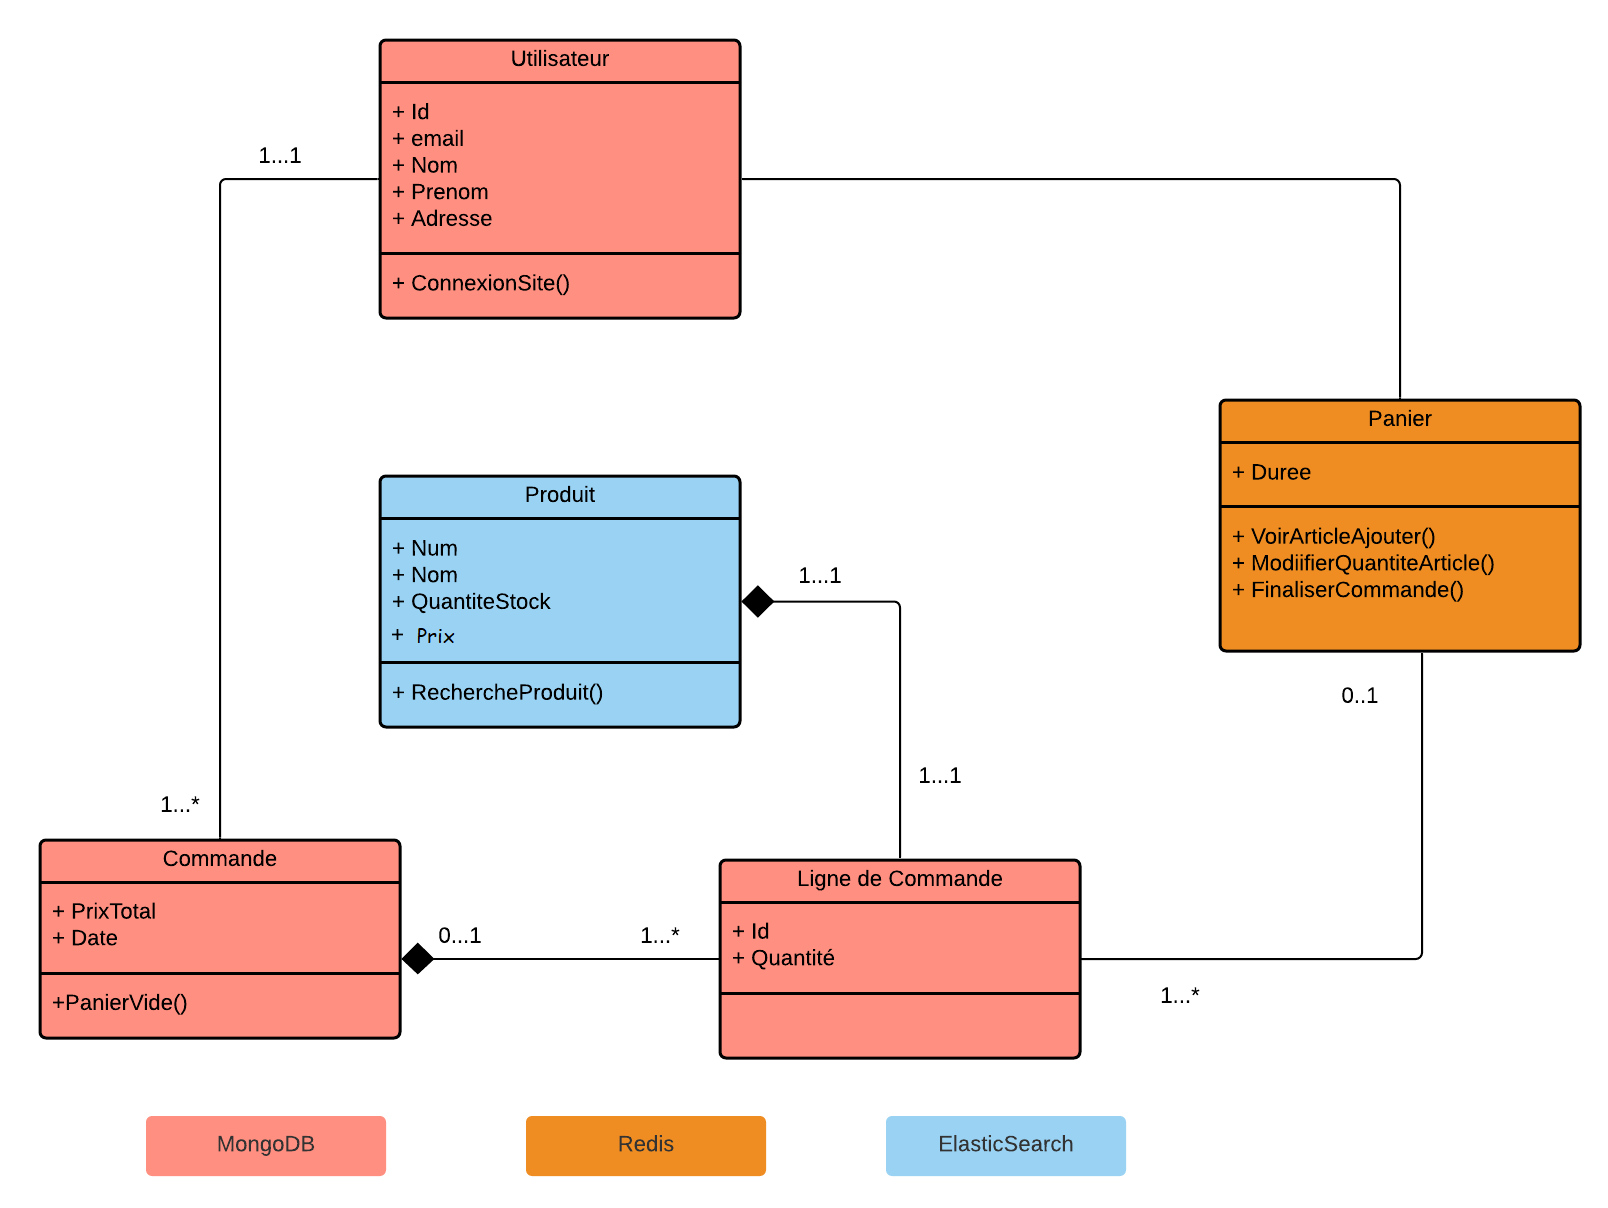 Utilisateur
+ Id
+ email
+ Nom
+ Prenom
+ Adresse
+ ConnexionSite()
1...1
Panier
+ Duree
+ VoirArticleAjouter()
+ ModiifierQuantiteArticle()
+ FinaliserCommande()
Produit
+ Num
+ Nom
+ QuantiteStock
+ Prix
+ RechercheProduit()
1...1
0..1
1...1
1...*
Commande
+ PrixTotal
+ Date
+PanierVide()
0...1
1...*
Ligne de Commande
+ Id
+ Quantité
1...*
MongoDB
Redis
ElasticSearch